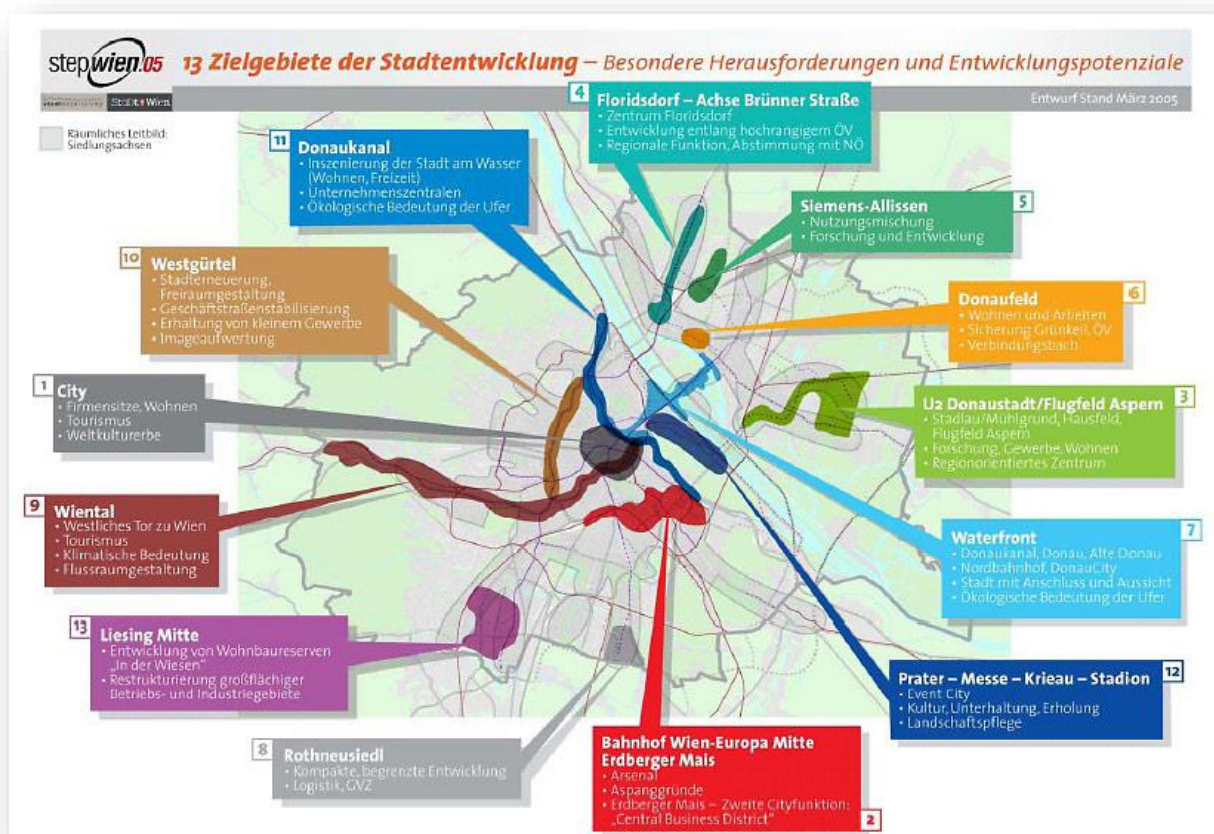 stepwien.05
13 Zielgebiete der Stadtentwicklung – Besondere Herausforderungen und Entwicklungspotenziale
StaDt Wien
Entwurf Stand März 2005
Räumliches Leitbild:
Siedlungsachsen
4
Floridsdorf – Achse Brünner Straße
• Zentrum Floridsdorf
• Entwicklung entlang hochrangigem ÖV
• Regionale Funktion, Abstimmung mit NÖ
11
Donaukanal
• Inszenierung der Stadt am Wasser
(Wohnen, Freizeit)
• Unternehmenszentralen
• Ökologische Bedeutung der Ufer
5
Siemens-Allissen
• Nutzungsmischung
• Forschung und Entwicklung
10
Westgürtel
• Stadterneuerung,
Freiraumgestaltung
• Geschäftstraßenstabilisierung
• Erhaltung von kleinem Gewerbe
• Imageaufwertung
6
Donaufeld
• Wohnen und Arbeiten
• Sicherung Grünkeil, ÖV
• Verbindungsbach
1
City
• Firmensitze, Wohnen
• Tourismus
• Weltkulturerbe
3
U2 Donaustadt/Flugfeld Aspern
• Stadlau/Mühlgrund, Hausfeld,
Flugfeld Aspern
• Forschung, Gewerbe, Wohnen
• Regionorientiertes Zentrum
9
Wiental
• Westliches Tor zu Wien
• Tourismus
• Klimatische Bedeutung
• Flussraumgestaltung
7
Waterfront
• Donaukanal, Donau, Alte Donau
• Nordbahnhof, DonauCity
• Stadt mit Anschluss und Aussicht
• Ökologische Bedeutung der Ufer
13
Liesing Mitte
• Entwicklung von Wohnbaureserven
„In der Wiesen"
• Restrukturierung großflächiger
Betriebs- und Industriegebiete
12
Prater – Messe – Krieau – Stadion
• Event City
• Kultur, Unterhaltung, Erholung
• Landschaftspflege
8
Rothneusiedl
• Kompakte, begrenzte Entwicklung
• Logistik, GVZ
Bahnhof Wien-Europa Mitte
Erdberger Mais
• Arsenal
• Aspanggründe
• Erdberger Mais – Zweite Cityfunktion:
„Central Business District"
2